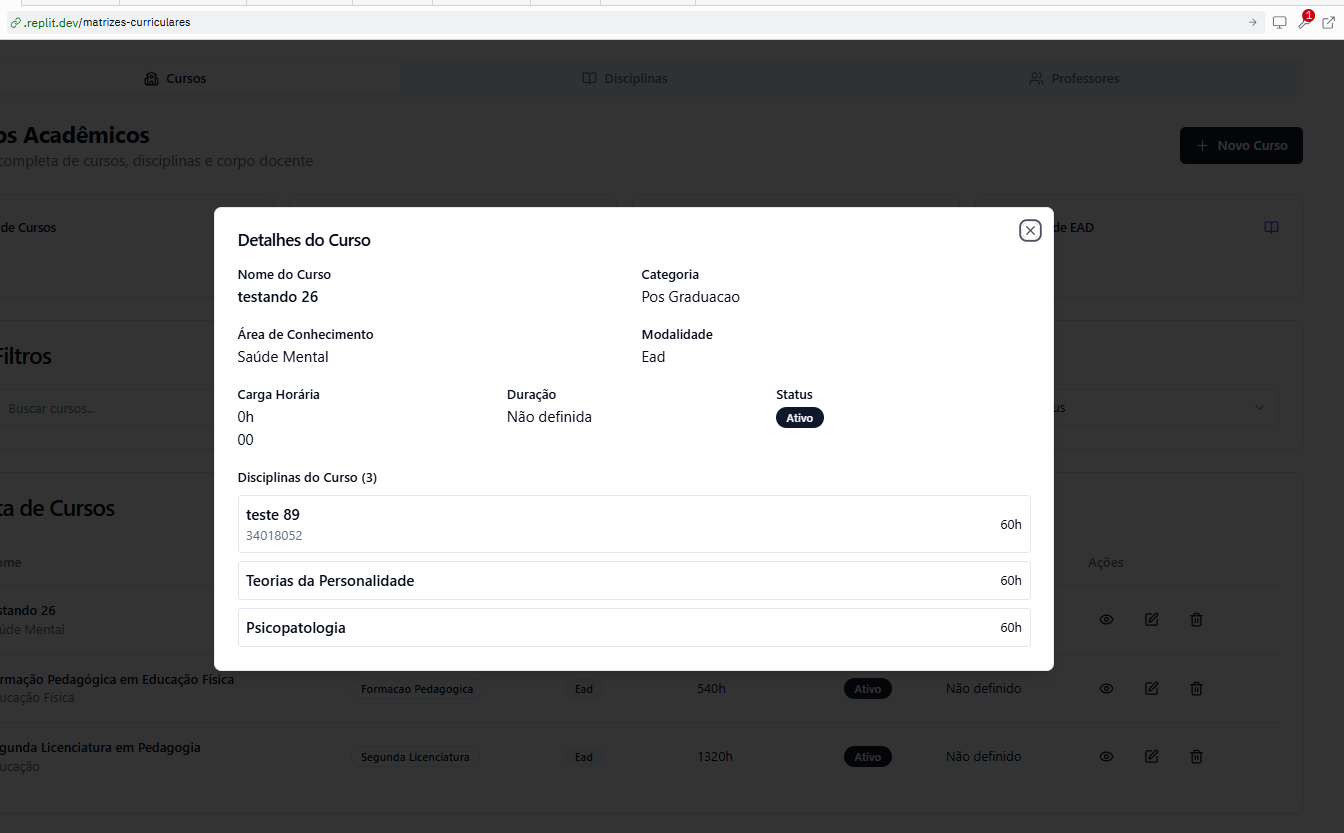 .replit.dev/matrizes-curriculares
1
Cursos
Disciplinas
Professores
os Acadêmicos
completa de cursos, disciplinas e corpo docente
Novo Curso
de Cursos
de EAD
Filtros
Buscar cursos...
us
Detalhes do Curso
Nome do Curso
testando 26
Categoria
Pos Graduacao
Área de Conhecimento
Saúde Mental
Modalidade
Ead
Carga Horária
0h
00
Duração
Não definida
Status
Ativo
Disciplinas do Curso (3)
teste 89
34018052
60h
Teorias da Personalidade
60h
Psicopatologia
60h
ta de Cursos
ome
Ações
stando 26
úde Mental
rmação Pedagógica em Educação Física
ucação Física
Formacao Pedagogica
Ead
540h
Ativo
Não definido
gunda Licenciatura em Pedagogia
ucação
Segunda Licenciatura
Ead
1320h
Ativo
Não definido